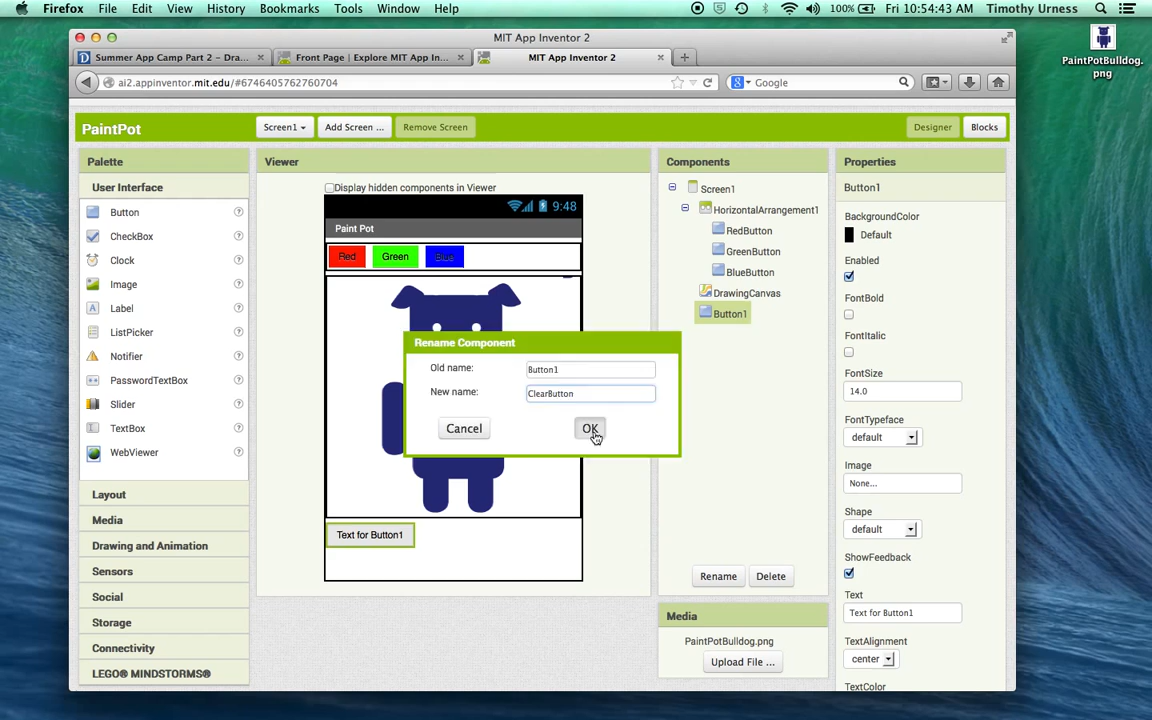 Firefox File Edit View History Bookmarks Tools Window Help
100% Fri 10:54:43 AM Timothy Urness
MIT App Inventor 2
Summer App Camp Part 2 – Dra...
Front Page | Explore MIT App In...
MIT App Inventor 2
ai2.appinventor.mit.edu/#6746405762760704
Google
PaintPotBulldog.
png
PaintPot
Screen1
Add Screen ...
Remove Screen
Designer
Blocks
Palette
User Interface
Button
CheckBox
Clock
Image
Label
ListPicker
Notifier
PasswordTextBox
Slider
TextBox
WebViewer
Layout
Media
Drawing and Animation
Sensors
Social
Storage
Connectivity
LEGO® MINDSTORMS®
Viewer
Display hidden components in Viewer
9:48
Paint Pot
Red
Green
Blue
Text for Button1
Rename Component
Old name:
Button1
New name:
ClearButton
Cancel
OK
Components
Screen1
HorizontalArrangement1
RedButton
GreenButton
BlueButton
DrawingCanvas
Button1
Rename
Delete
Media
PaintPotBulldog.png
Upload File ...
Properties
Button1
BackgroundColor
Default
Enabled
FontBold
FontItalic
FontSize
14.0
FontTypeface
default
Image
None...
Shape
default
ShowFeedback
Text
Text for Button1
TextAlignment
center
TextColor